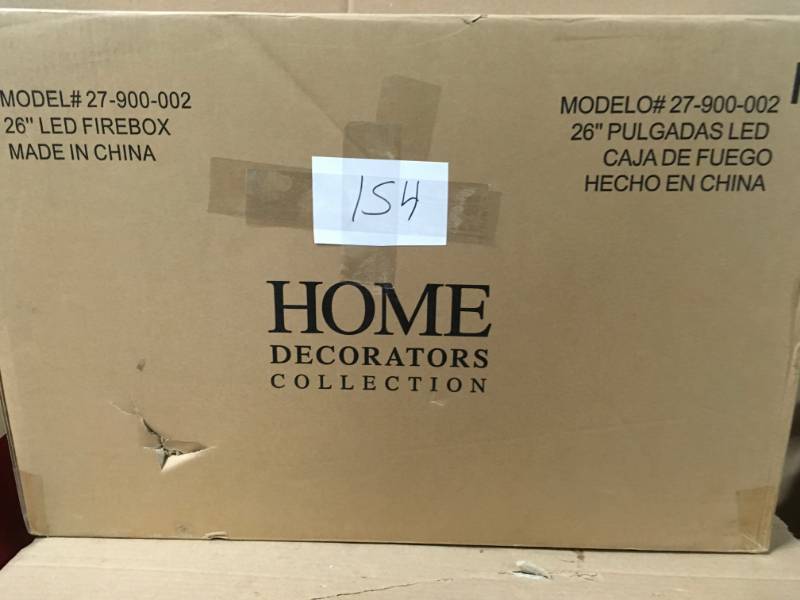 MODEL# 27-900-002
26" LED FIREBOX
MADE IN CHINA
MODELO# 27-900-002
26" PULGADAS LED
CAJA DE FUEGO
HECHO EN CHINA
154
HOME
DECORATORS
COLLECTION